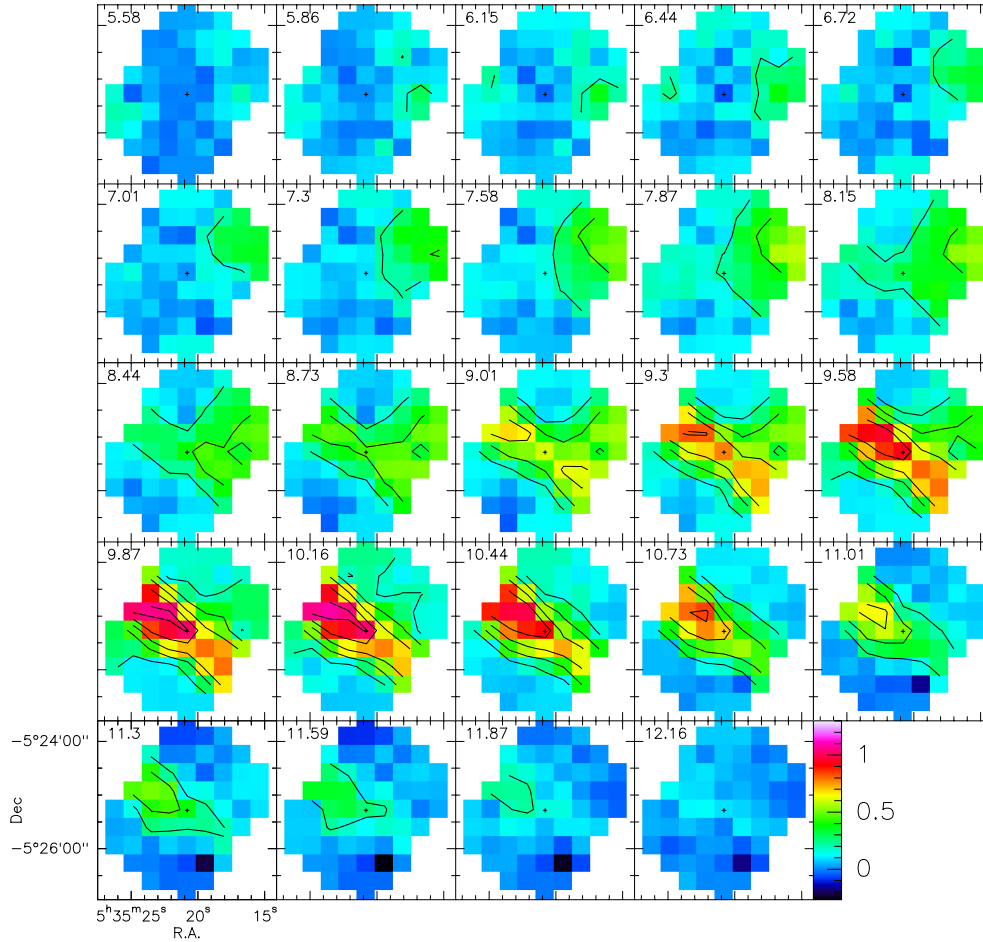 5.58 5.86 6.15 6.44 6.72
7.01 7.3 7.58 7.87 8.15
8.44 8.73 9.01 9.3 9.58
9.87 10.16 10.44 10.73 11.01
11.3 11.59 11.87 12.16
−5°24'00"
1
Dec
0.5
−5°26'00"
0
5ʰ35ᵐ25ˢ 20ˢ 15ˢ
R.A.